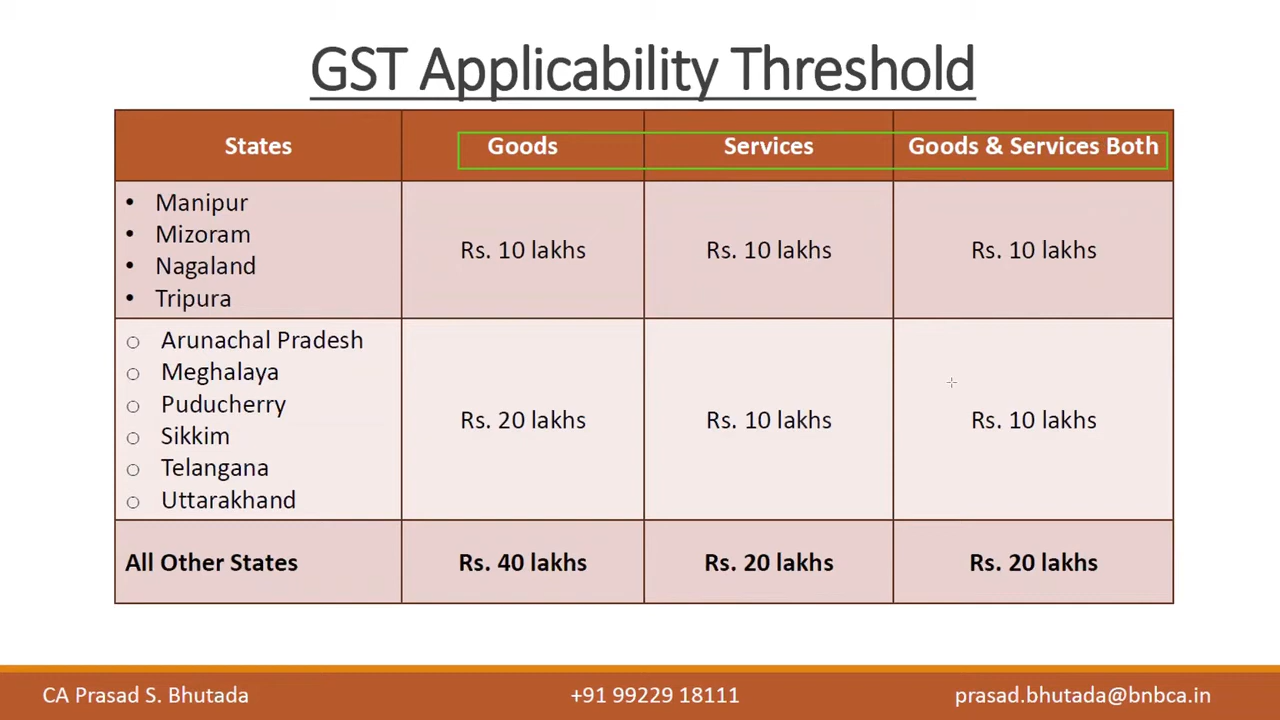 GST Applicability Threshold
States Goods Services Goods & Services Both
• Manipur
• Mizoram
• Nagaland
• Tripura
Rs. 10 lakhs Rs. 10 lakhs Rs. 10 lakhs
○ Arunachal Pradesh
○ Meghalaya
○ Puducherry
○ Sikkim
○ Telangana
○ Uttarakhand
Rs. 20 lakhs Rs. 10 lakhs Rs. 10 lakhs
All Other States Rs. 40 lakhs Rs. 20 lakhs Rs. 20 lakhs
CA Prasad S. Bhutada +91 99229 18111 prasad.bhutada@bnbca.in